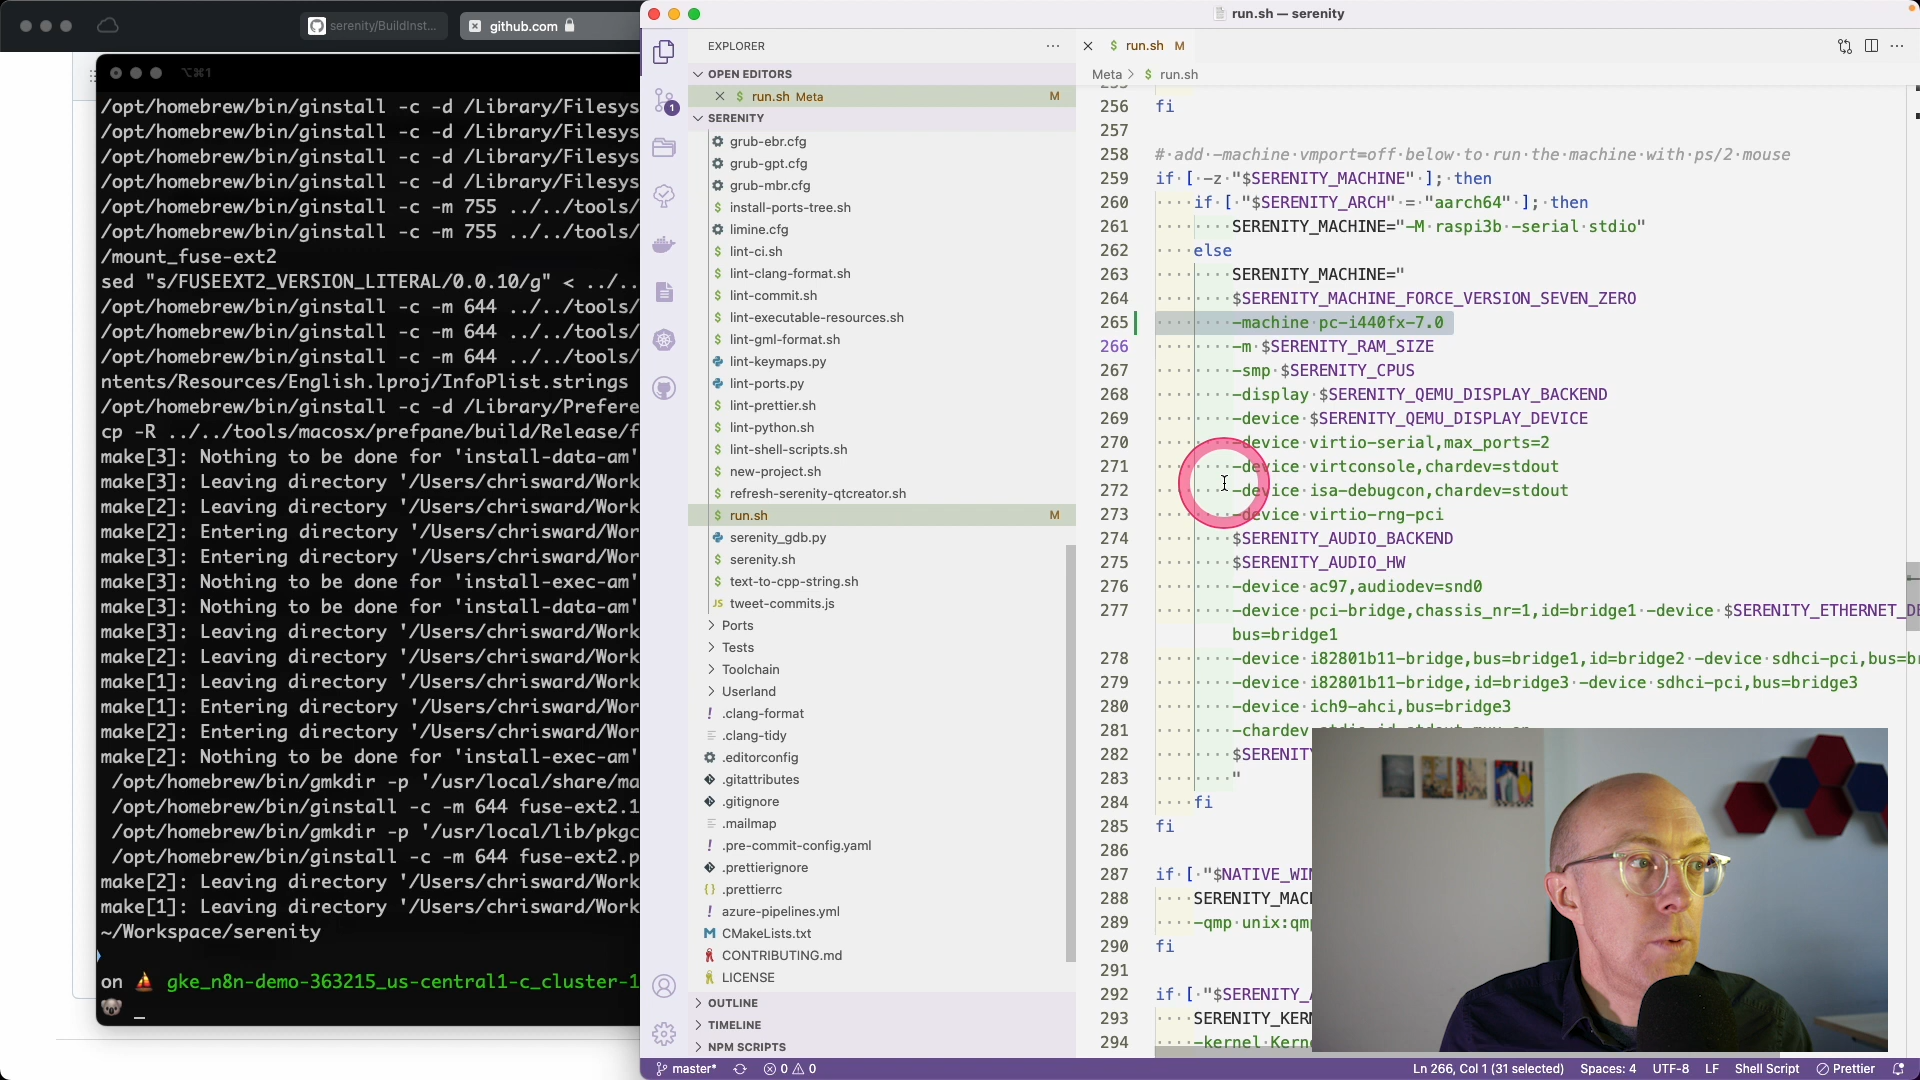 serenity/BuildInst...
github.com
run.sh — serenity
⌥⌘1
/opt/homebrew/bin/ginstall -c -d /Library/Filesys
/opt/homebrew/bin/ginstall -c -d /Library/Filesys
/opt/homebrew/bin/ginstall -c -d /Library/Filesys
/opt/homebrew/bin/ginstall -c -d /Library/Filesys
/opt/homebrew/bin/ginstall -c -m 755 ../../tools/
/opt/homebrew/bin/ginstall -c -m 755 ../../tools/
/mount_fuse-ext2
sed "s/FUSEEXT2_VERSION_LITERAL/0.0.10/g" < ../..
/opt/homebrew/bin/ginstall -c -m 644 ../../tools/
/opt/homebrew/bin/ginstall -c -m 644 ../../tools/
/opt/homebrew/bin/ginstall -c -m 644 ../../tools/
ntents/Resources/English.lproj/InfoPlist.strings
/opt/homebrew/bin/ginstall -c -d /Library/Prefere
cp -R ../../tools/macosx/prefpane/build/Release/f
make[3]: Nothing to be done for 'install-data-am'
make[3]: Leaving directory '/Users/chrisward/Work
make[2]: Leaving directory '/Users/chrisward/Work
make[2]: Entering directory '/Users/chrisward/Wor
make[3]: Entering directory '/Users/chrisward/Wor
make[3]: Nothing to be done for 'install-exec-am'
make[3]: Nothing to be done for 'install-data-am'
make[3]: Leaving directory '/Users/chrisward/Work
make[2]: Leaving directory '/Users/chrisward/Work
make[1]: Leaving directory '/Users/chrisward/Work
make[1]: Entering directory '/Users/chrisward/Wor
make[2]: Entering directory '/Users/chrisward/Wor
make[2]: Nothing to be done for 'install-exec-am'
/opt/homebrew/bin/gmkdir -p '/usr/local/share/ma
/opt/homebrew/bin/ginstall -c -m 644 fuse-ext2.1
/opt/homebrew/bin/gmkdir -p '/usr/local/lib/pkgc
/opt/homebrew/bin/ginstall -c -m 644 fuse-ext2.p
make[2]: Leaving directory '/Users/chrisward/Work
make[1]: Leaving directory '/Users/chrisward/Work
~/Workspace/serenity
on gke_n8n-demo-363215_us-central1-c_cluster-1
EXPLORER
OPEN EDITORS
run.sh Meta M
SERENITY
grub-ebr.cfg
grub-gpt.cfg
grub-mbr.cfg
install-ports-tree.sh
limine.cfg
lint-ci.sh
lint-clang-format.sh
lint-commit.sh
lint-executable-resources.sh
lint-gml-format.sh
lint-keymaps.py
lint-ports.py
lint-prettier.sh
lint-python.sh
lint-shell-scripts.sh
new-project.sh
refresh-serenity-qtcreator.sh
run.sh M
serenity_gdb.py
serenity.sh
text-to-cpp-string.sh
tweet-commits.js
Ports
Tests
Toolchain
Userland
.clang-format
.clang-tidy
.editorconfig
.gitattributes
.gitignore
.mailmap
.pre-commit-config.yaml
.prettierignore
.prettierrc
azure-pipelines.yml
CMakeLists.txt
CONTRIBUTING.md
LICENSE
OUTLINE
TIMELINE
NPM SCRIPTS
$ run.sh M
Meta > $ run.sh
256 fi
257
258 # add -machine vmport=off below to run the machine with ps/2 mouse
259 if [ -z "$SERENITY_MACHINE" ]; then
260 if [ "$SERENITY_ARCH" = "aarch64" ]; then
261 SERENITY_MACHINE="-M raspi3b -serial stdio"
262 else
263 SERENITY_MACHINE="
264 $SERENITY_MACHINE_FORCE_VERSION_SEVEN_ZERO
265 -machine pc-i440fx-7.0
266 -m $SERENITY_RAM_SIZE
267 -smp $SERENITY_CPUS
268 -display $SERENITY_QEMU_DISPLAY_BACKEND
269 -device $SERENITY_QEMU_DISPLAY_DEVICE
270 -device virtio-serial,max_ports=2
271 -device virtconsole,chardev=stdout
272 -device isa-debugcon,chardev=stdout
273 -device virtio-rng-pci
274 $SERENITY_AUDIO_BACKEND
275 $SERENITY_AUDIO_HW
276 -device ac97,audiodev=snd0
277 -device pci-bridge,chassis_nr=1,id=bridge1 -device $SERENITY_ETHERNET_DE
bus=bridge1
278 -device i82801b11-bridge,bus=bridge1,id=bridge2 -device sdhci-pci,bus=br
279 -device i82801b11-bridge,id=bridge3 -device sdhci-pci,bus=bridge3
280 -device ich9-ahci,bus=bridge3
281 -chardev
282 $SERENITY
283 "
284 fi
285 fi
286
287 if [ "$NATIVE_WIN
288 SERENITY_MACH
289 -qmp unix:qmp
290 fi
291
292 if [ "$SERENITY_A
293 SERENITY_KERN
294 -kernel Kerne
master* 0 0
Ln 266, Col 1 (31 selected) Spaces: 4 UTF-8 LF Shell Script Prettier